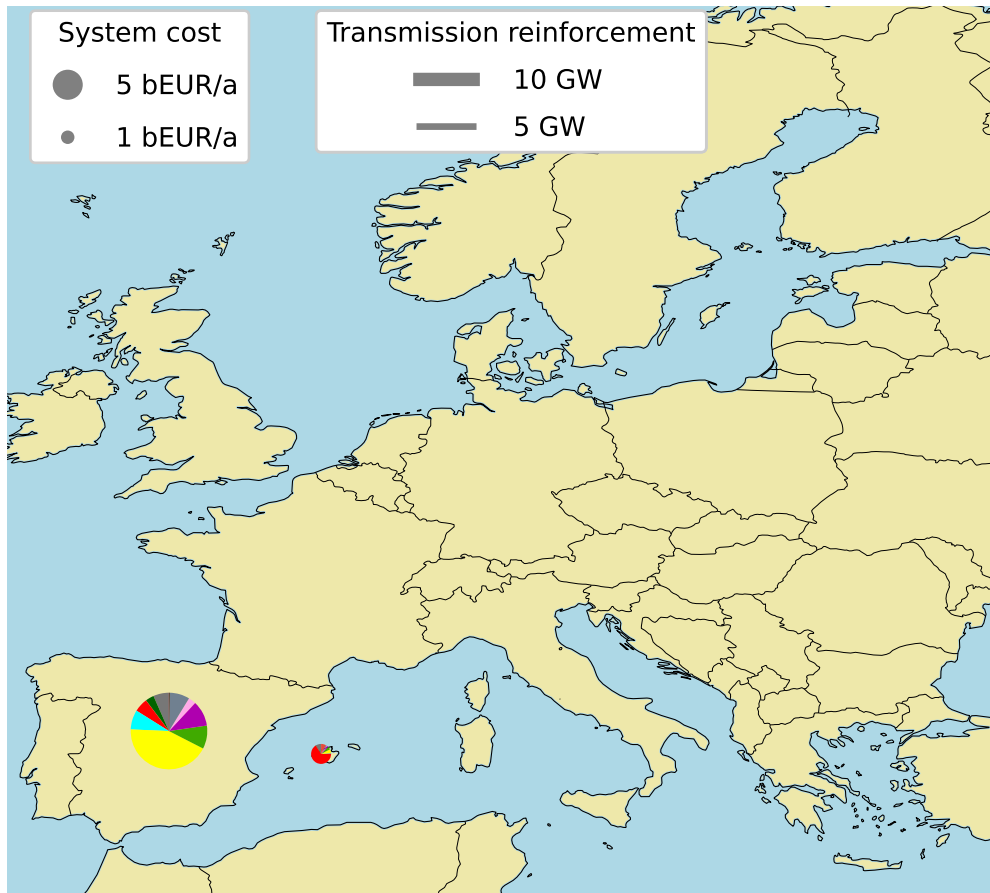 System cost
5 bEUR/a
1 bEUR/a
Transmission reinforcement
10 GW
5 GW